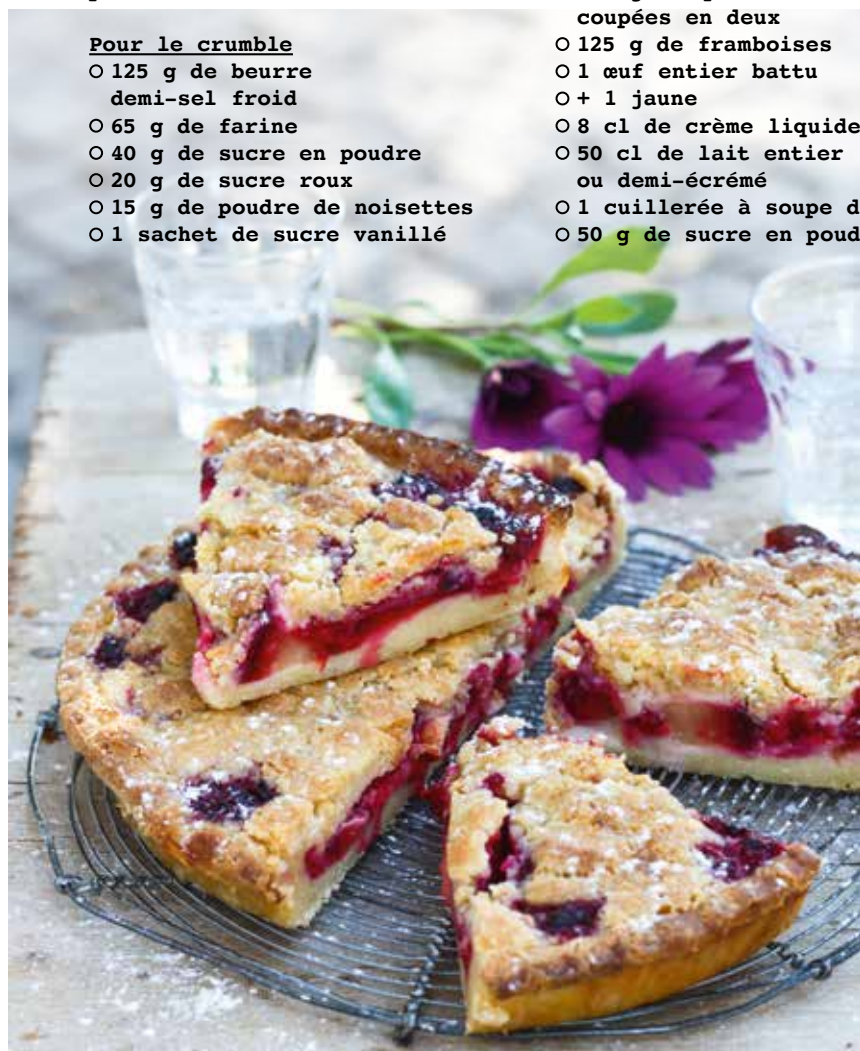 Pour le crumble
125 g de beurre
demi-sel froid
65 g de farine
40 g de sucre en poudre
20 g de sucre roux
15 g de poudre de noisettes
1 sachet de sucre vanillé
coupées en deux
125 g de framboises
1 œuf entier battu
+ 1 jaune
8 cl de crème liquide
50 cl de lait entier
ou demi-écrémé
1 cuillerée à soupe d
50 g de sucre en poud